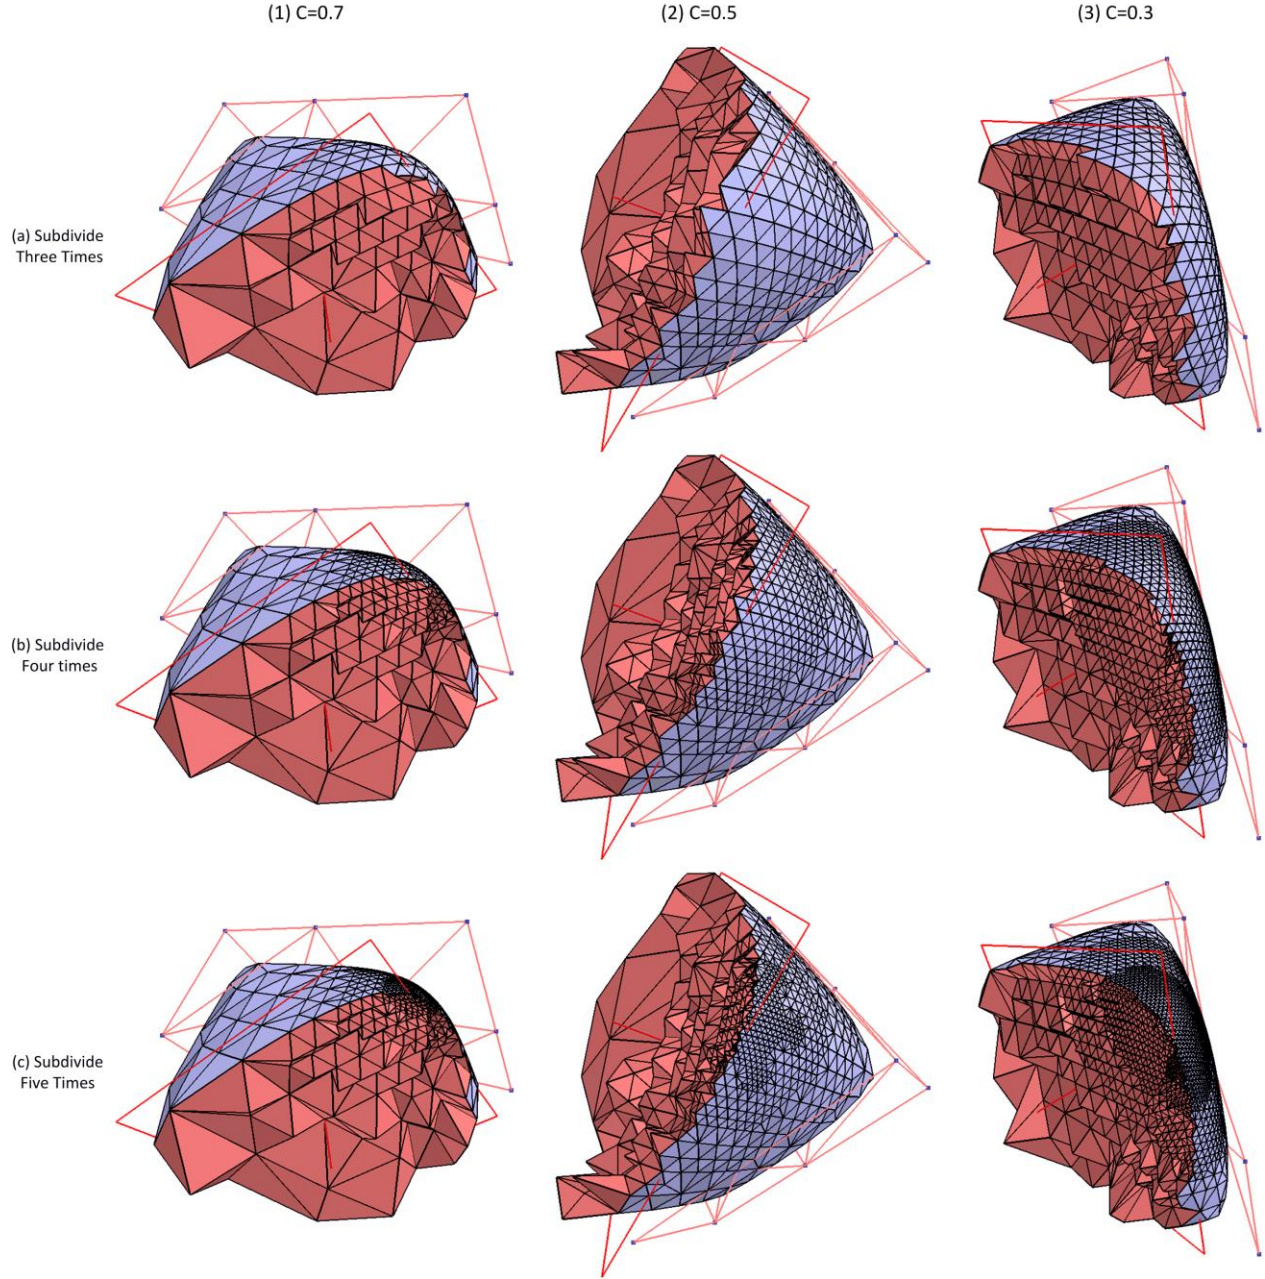 (1) C=0.7
(2) C=0.5
(3) C=0.3
(a) Subdivide
Three Times
(b) Subdivide
Four times
(c) Subdivide
Five Times